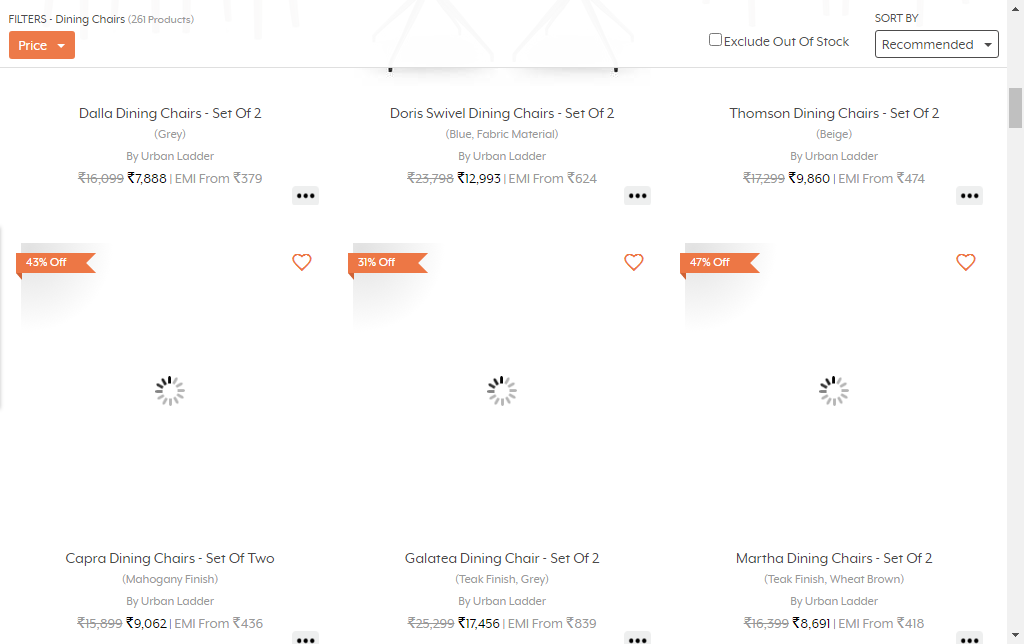 FILTERS - Dining Chairs (261 Products)
SORT BY
Price
Exclude Out Of Stock
Recommended
Dalla Dining Chairs - Set Of 2
(Grey)
By Urban Ladder
₹16,099 ₹7,888 | EMI From ₹379
Doris Swivel Dining Chairs - Set Of 2
(Blue, Fabric Material)
By Urban Ladder
₹23,798 ₹12,993 | EMI From ₹624
Thomson Dining Chairs - Set Of 2
(Beige)
By Urban Ladder
₹17,299 ₹9,860 | EMI From ₹474
43% Off
31% Off
47% Off
Capra Dining Chairs - Set Of Two
(Mahogany Finish)
By Urban Ladder
₹15,899 ₹9,062 | EMI From ₹436
Galatea Dining Chair - Set Of 2
(Teak Finish, Grey)
By Urban Ladder
₹25,299 ₹17,456 | EMI From ₹839
Martha Dining Chairs - Set Of 2
(Teak Finish, Wheat Brown)
By Urban Ladder
₹16,399 ₹8,691 | EMI From ₹418